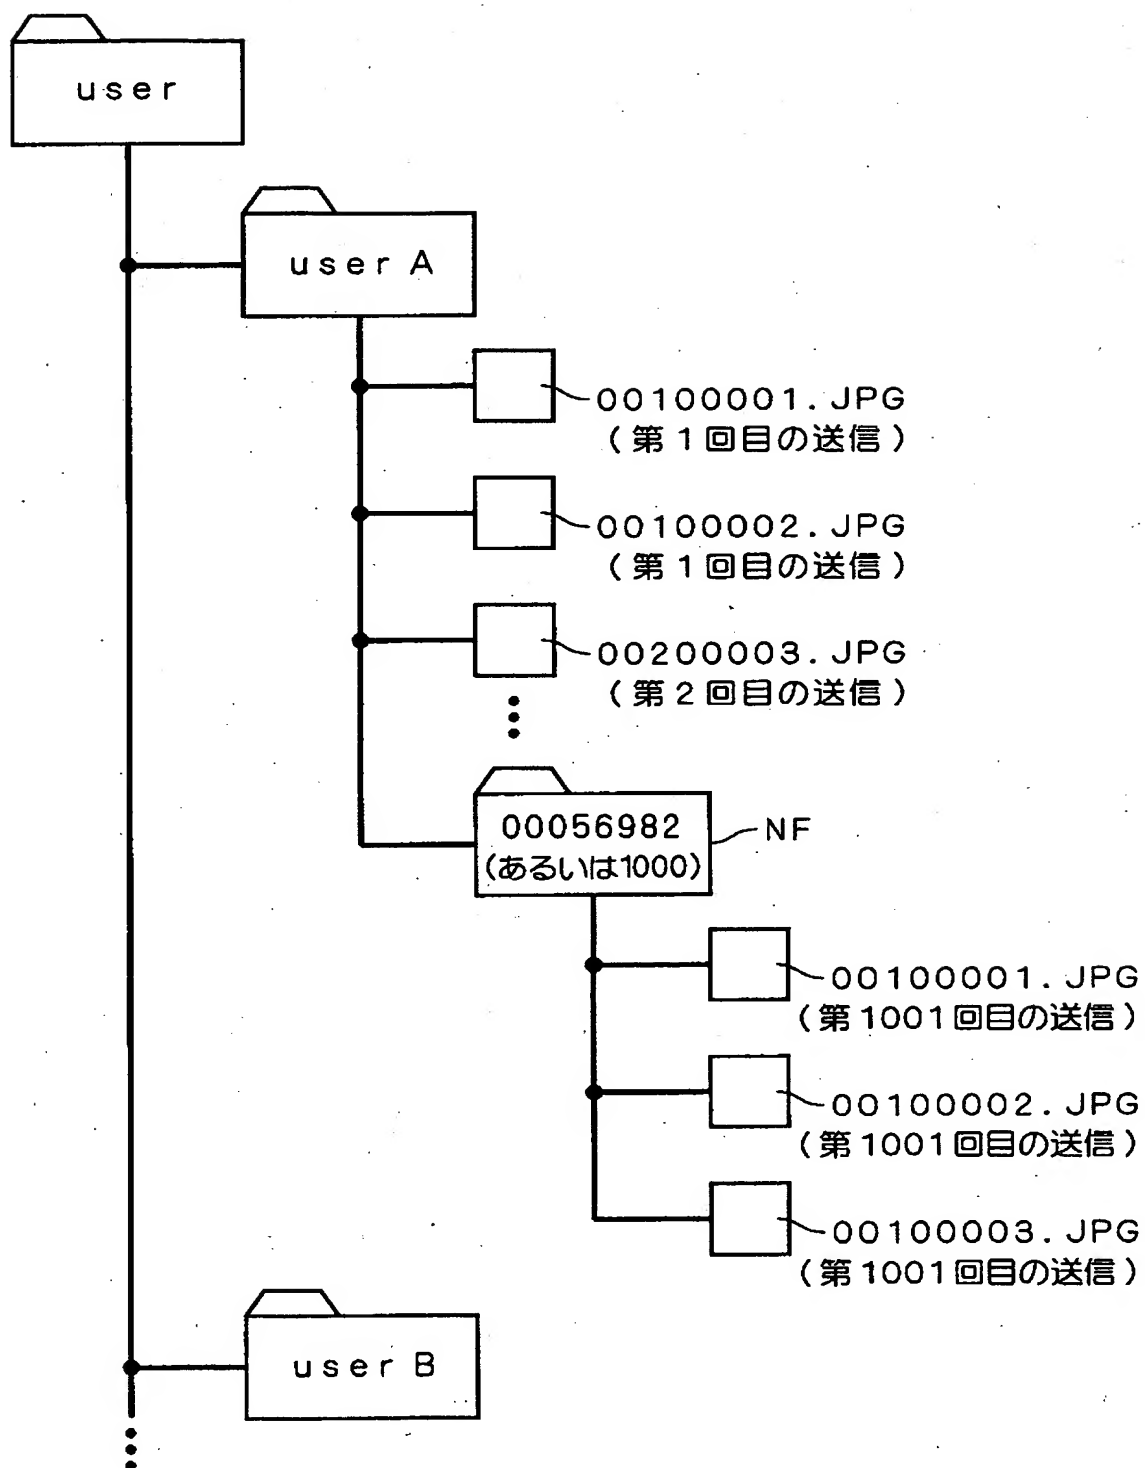 user
user A
00100001.JPG
(第1回目の送信)
00100002.JPG
(第1回目の送信)
00200003.JPG
(第2回目の送信)
00056982
(あるいは1000)
NF
00100001.JPG
(第1001回目の送信)
00100002.JPG
(第1001回目の送信)
00100003.JPG
(第1001回目の送信)
user B